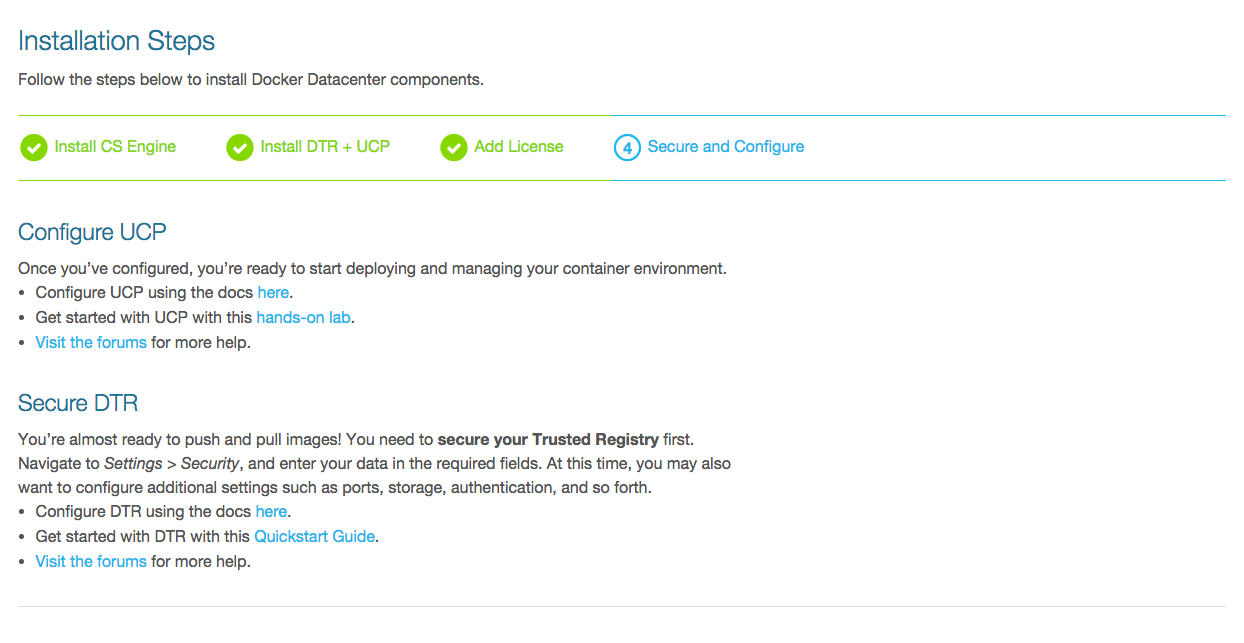 Installation Steps
Follow the steps below to install Docker Datacenter components.
Install CS Engine
Install DTR + UCP
Add License
4 Secure and Configure
Configure UCP
Once you've configured, you're ready to start deploying and managing your container environment.
• Configure UCP using the docs here.
• Get started with UCP with this hands-on lab.
• Visit the forums for more help.
Secure DTR
You're almost ready to push and pull images! You need to secure your Trusted Registry first.
Navigate to Settings > Security, and enter your data in the required fields. At this time, you may also
want to configure additional settings such as ports, storage, authentication, and so forth.
• Configure DTR using the docs here.
• Get started with DTR with this Quickstart Guide.
• Visit the forums for more help.